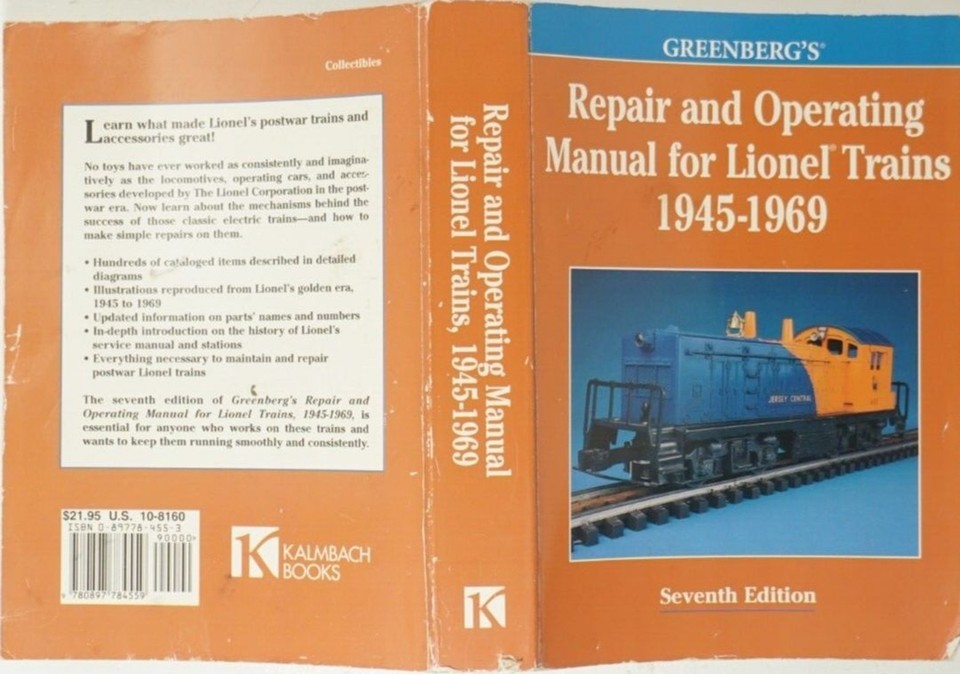 Collectibles
Learn what made Lionel's postwar trains and
accessories great!
No toys have ever worked as consistently and imagina-
tively as the locomotives, operating cars, and acces-
sories developed by The Lionel Corporation in the post-
war era. Now learn about the mechanisms behind the
success of those classic electric trains—and how to
make simple repairs on them.
• Hundreds of cataloged items described in detailed
diagrams
• Illustrations reproduced from Lionel's golden era,
1945 to 1969
• Updated information on parts' names and numbers
• In-depth introduction on the history of Lionel's
service manual and stations
• Everything necessary to maintain and repair
postwar Lionel trains
The seventh edition of Greenberg's Repair and
Operating Manual for Lionel Trains, 1945-1969, is
essential for anyone who works on these trains and
wants to keep them running smoothly and consistently.
$21.95 U.S. 10-8160
ISBN 0-89778-455-3
90000>
9 780897 784559
K KALMBACH
BOOKS
Repair and Operating Manual
for Lionel Trains, 1945-1969
K
GREENBERG'S®
Repair and Operating
Manual for Lionel® Trains
1945-1969
JERSEY CENTRAL
Seventh Edition